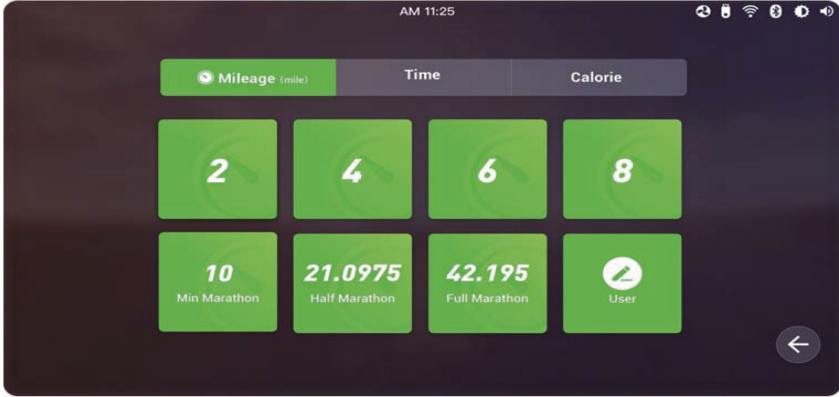 AM 11:25
Mileage (mile)
Time
Calorie
2
4
6
8
10
Min Marathon
21.0975
Half Marathon
42.195
Full Marathon
User